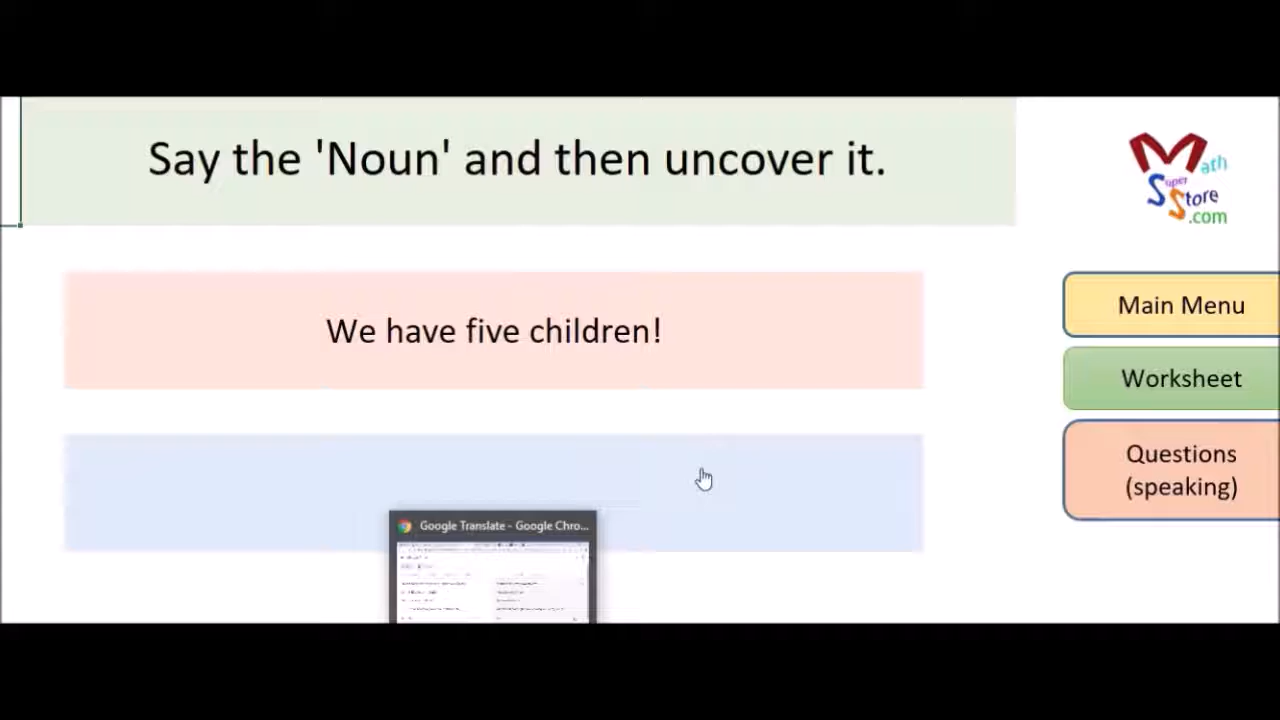 Say the 'Noun' and then uncover it.
Math
Super
Store
.com
We have five children!
Main Menu
Worksheet
Questions
(speaking)
Google Translate - Google Chro...